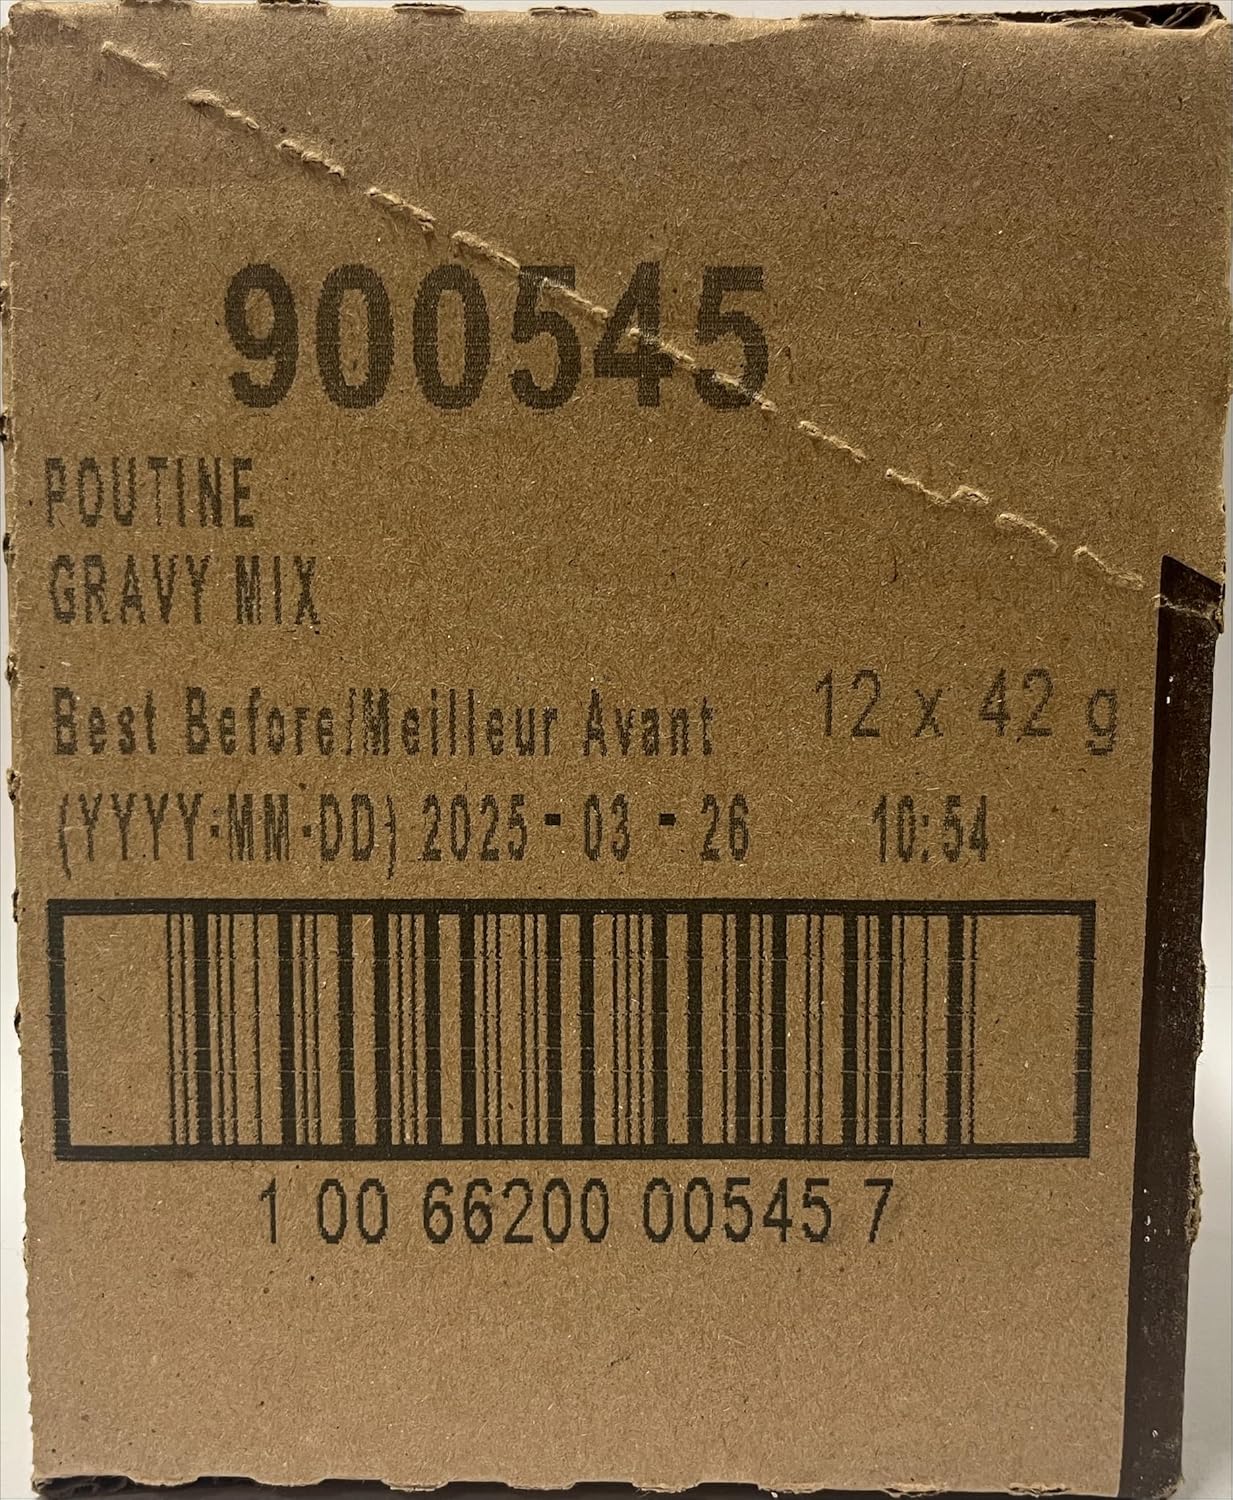 900545
POUTINE
GRAVY MIX
Best Before/Meilleur Avant 12 x 42 g
(YYYY-MM-DD) 2025 - 03 - 26 10:54
1 00 66200 00545 7